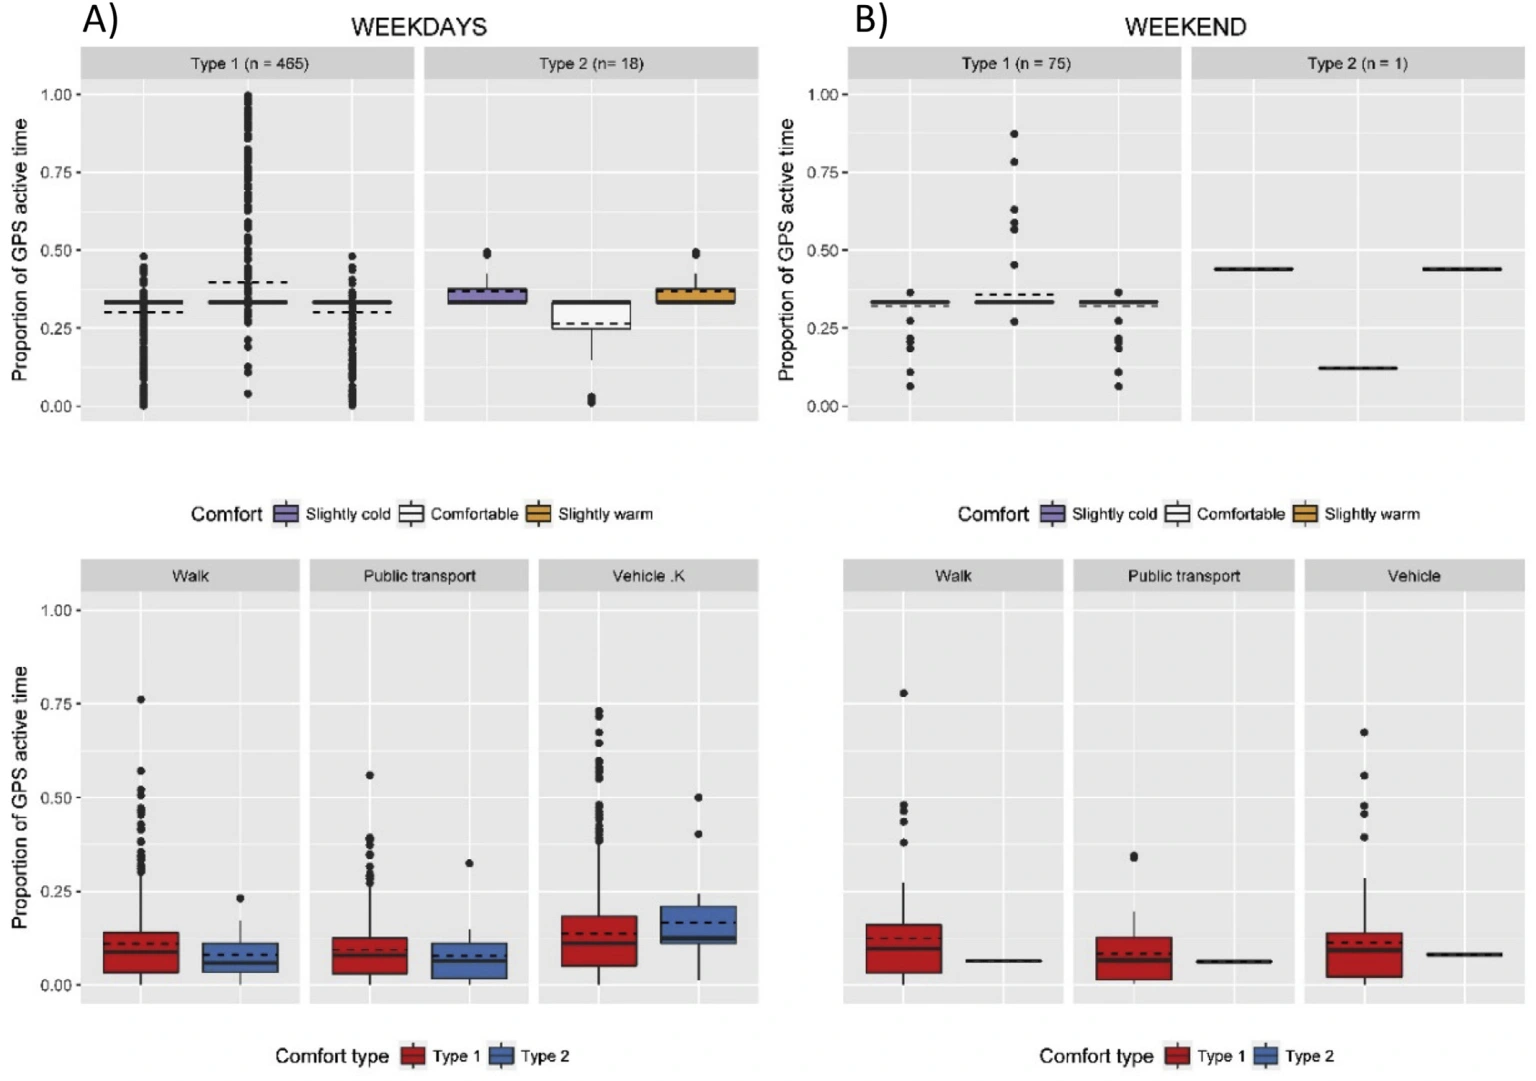 A)
WEEKDAYS
Type 1 (n = 465)
Type 2 (n= 18)
Proportion of GPS active time
1.00
0.75
0.50
0.25
0.00
Comfort
Slightly cold
Comfortable
Slightly warm
B)
WEEKEND
Type 1 (n = 75)
Type 2 (n = 1)
Proportion of GPS active time
1.00
0.75
0.50
0.25
0.00
Comfort
Slightly cold
Comfortable
Slightly warm
Walk
Public transport
Vehicle .K
Proportion of GPS active time
1.00
0.75
0.50
0.25
0.00
Comfort type
Type 1
Type 2
Walk
Public transport
Vehicle
Comfort type
Type 1
Type 2